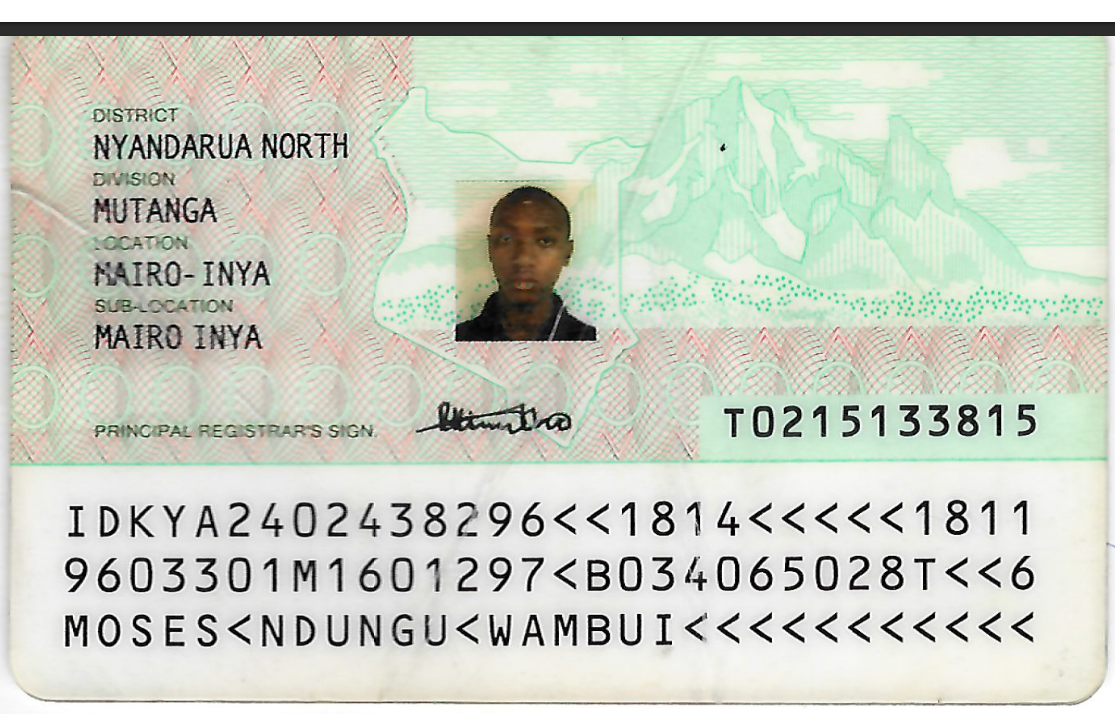 DISTRICT
NYANDARUA NORTH
DIVISION
MUTANGA
LOCATION
MAIRO-INYA
SUB-LOCATION
MAIRO INYA
PRINCIPAL REGISTRAR'S SIGN.
T0215133815
IDKYA2402438296<<1814<<<<<1811
9603301M1601297<B034065028T<<6
MOSES<NDUNGU<WAMBUI<<<<<<<<<<<